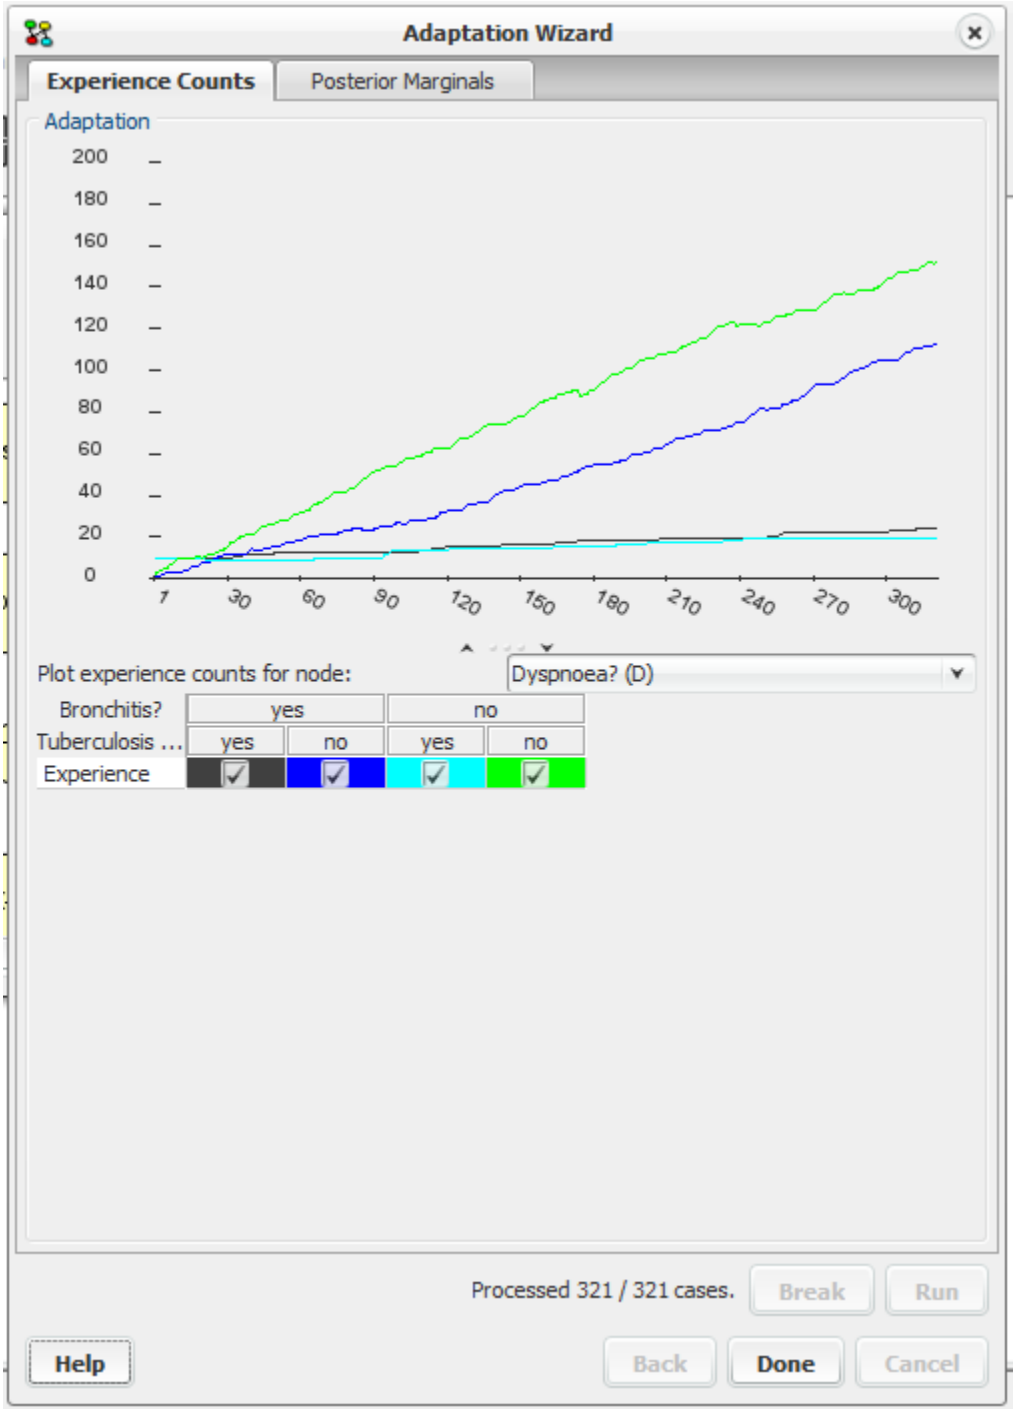 Adaptation Wizard
Experience Counts Posterior Marginals
Adaptation
200
180
160
140
120
100
80
60
40
20
0
1 30 60 90 120 150 180 210 240 270 300
Plot experience counts for node: Dyspnoea? (D)
Bronchitis? yes no
Tuberculosis ... yes no yes no
Experience
Processed 321 / 321 cases. Break Run
Help Back Done Cancel